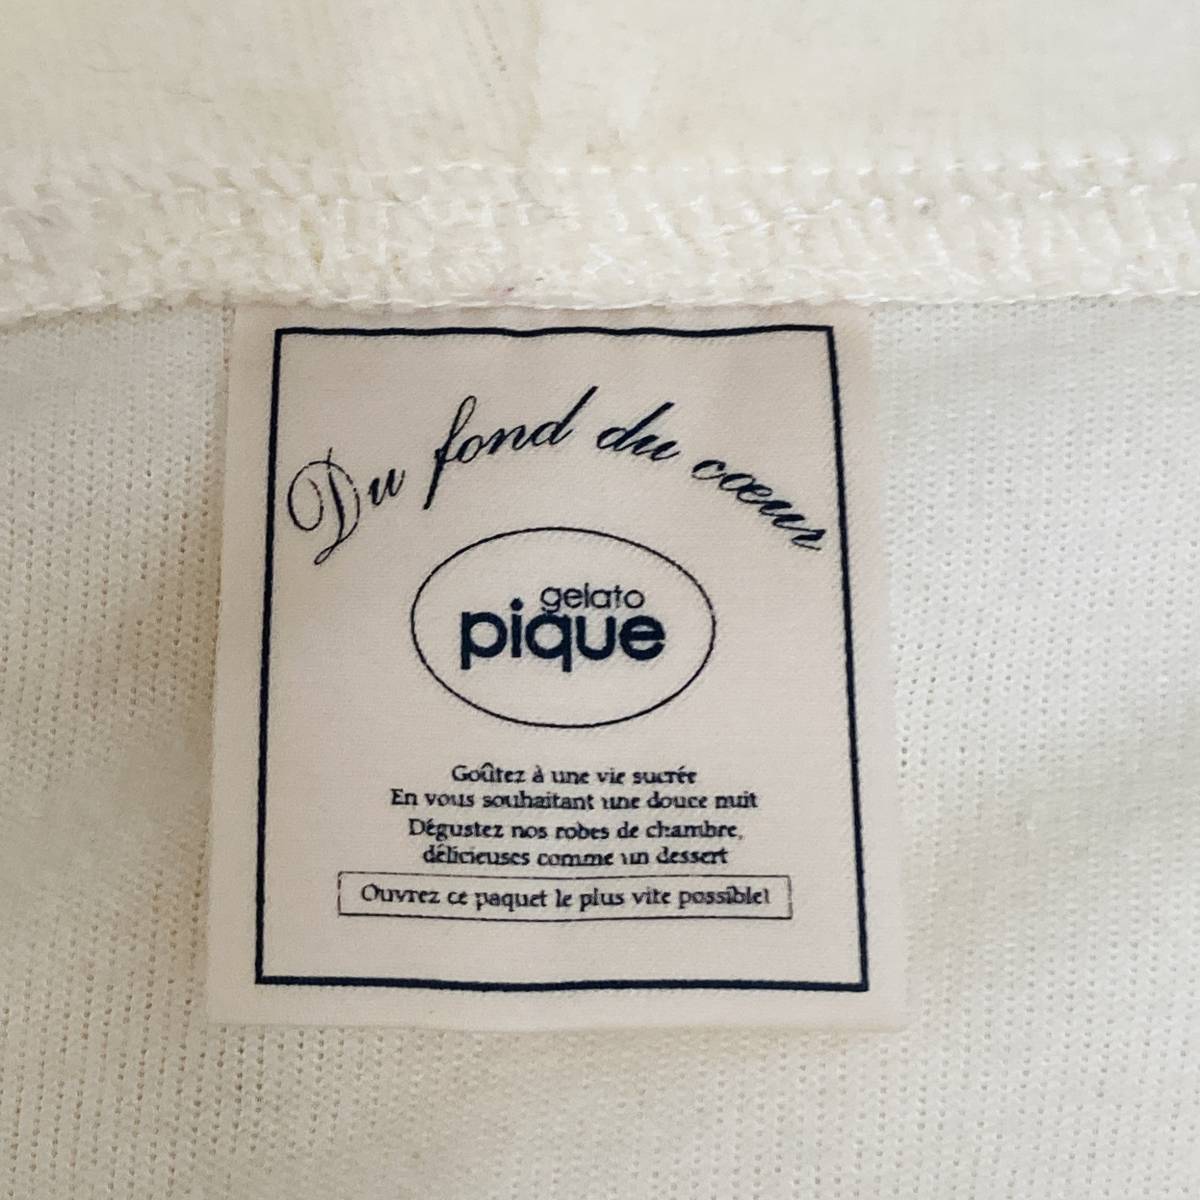 Du fond du cœur
gelato
pique
Goûtez à une vie sucrée
En vous souhaitant une douce nuit
Dégustez nos robes de chambre,
délicieuses comme un dessert
Ouvrez ce paquet le plus vite possible!